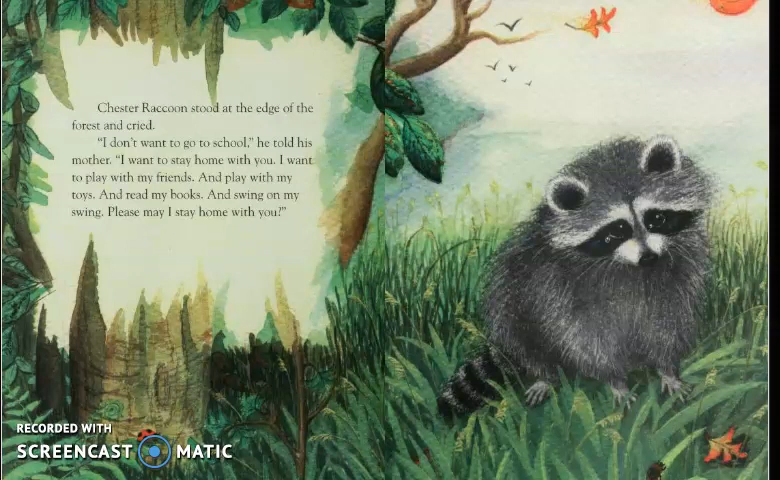 Chester Raccoon stood at the edge of the
forest and cried.
"I don't want to go to school," he told his
mother. "I want to stay home with you. I want
to play with my friends. And play with my
toys. And read my books. And swing on my
swing. Please may I stay home with you?"
RECORDED WITH
SCREENCAST MATIC